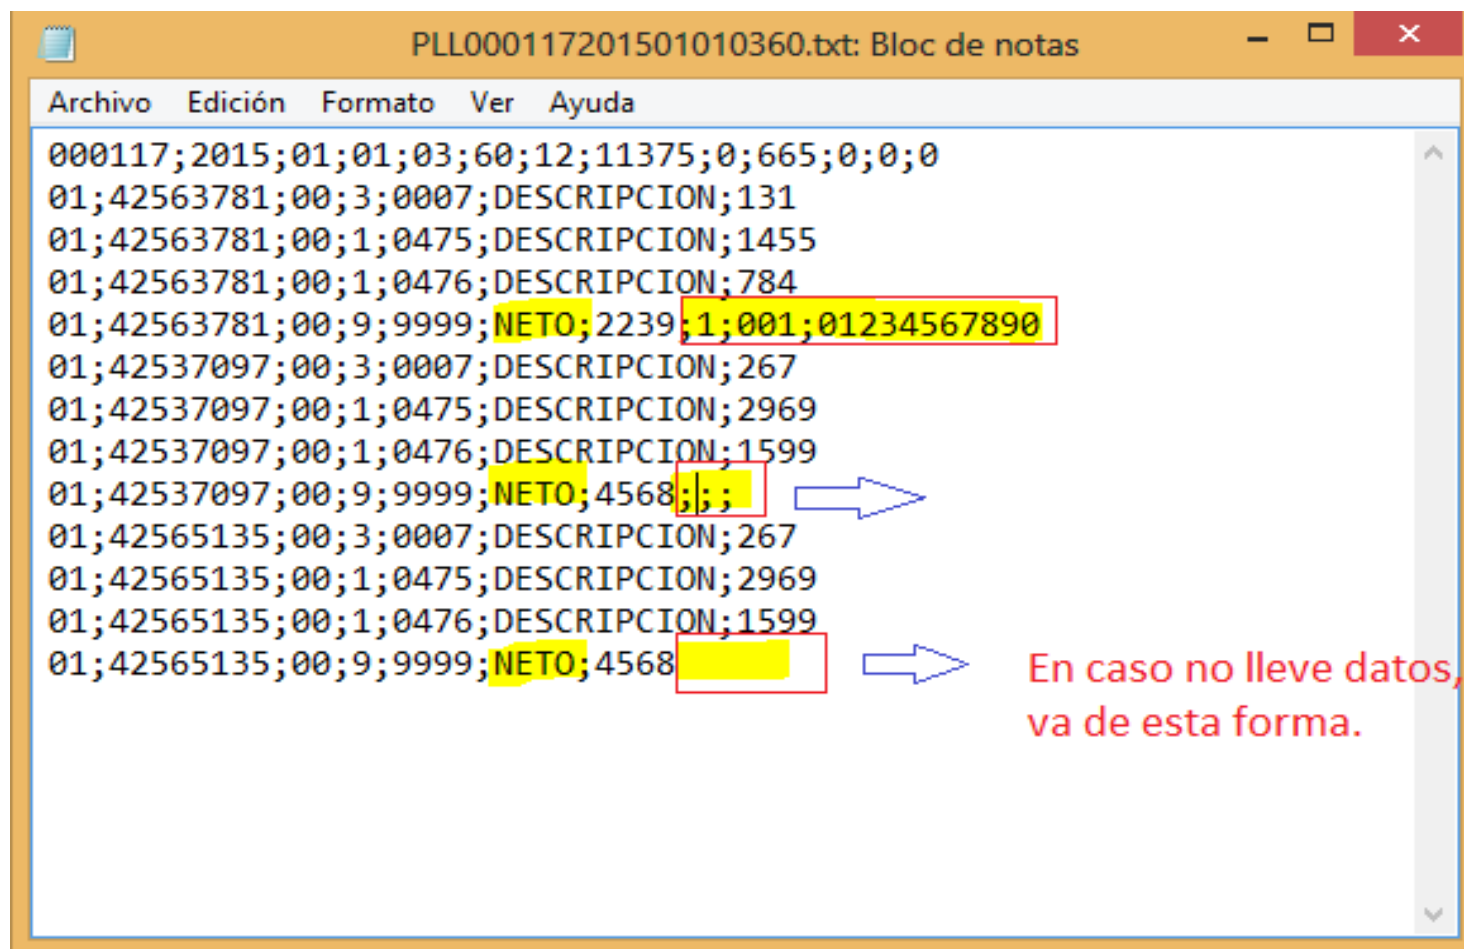 PLL000117201501010360.txt: Bloc de notas
Archivo Edición Formato Ver Ayuda
000117;2015;01;01;03;60;12;11375;0;665;0;0;0
01;42563781;00;3;0007;DESCRIPCION;131
01;42563781;00;1;0475;DESCRIPCION;1455
01;42563781;00;1;0476;DESCRIPCION;784
01;42563781;00;9;9999;NETO;2239;1;001;01234567890
01;42537097;00;3;0007;DESCRIPCION;267
01;42537097;00;1;0475;DESCRIPCION;2969
01;42537097;00;1;0476;DESCRIPCION;1599
01;42537097;00;9;9999;NETO;4568;;;
01;42565135;00;3;0007;DESCRIPCION;267
01;42565135;00;1;0475;DESCRIPCION;2969
01;42565135;00;1;0476;DESCRIPCION;1599
01;42565135;00;9;9999;NETO;4568
En caso no lleve datos,
va de esta forma.